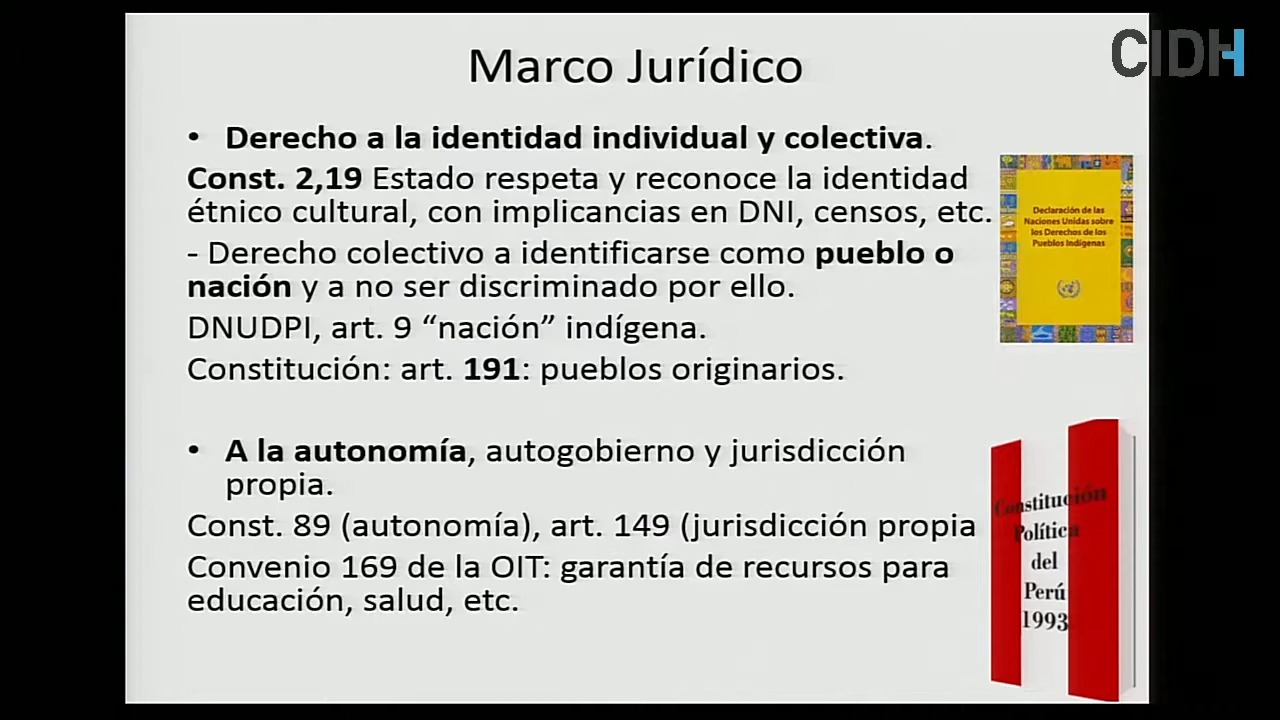 CIDH
Marco Jurídico
• Derecho a la identidad individual y colectiva.
Const. 2,19 Estado respeta y reconoce la identidad
étnico cultural, con implicancias en DNI, censos, etc.
- Derecho colectivo a identificarse como pueblo o
nación y a no ser discriminado por ello.
DNUDPI, art. 9 “nación” indígena.
Constitución: art. 191: pueblos originarios.
• A la autonomía, autogobierno y jurisdicción
propia.
Const. 89 (autonomía), art. 149 (jurisdicción propia
Convenio 169 de la OIT: garantía de recursos para
educación, salud, etc.
Declaración de las
Naciones Unidas sobre
los Derechos de los
Pueblos Indígenas
Constitución
Política
del
Perú
1993